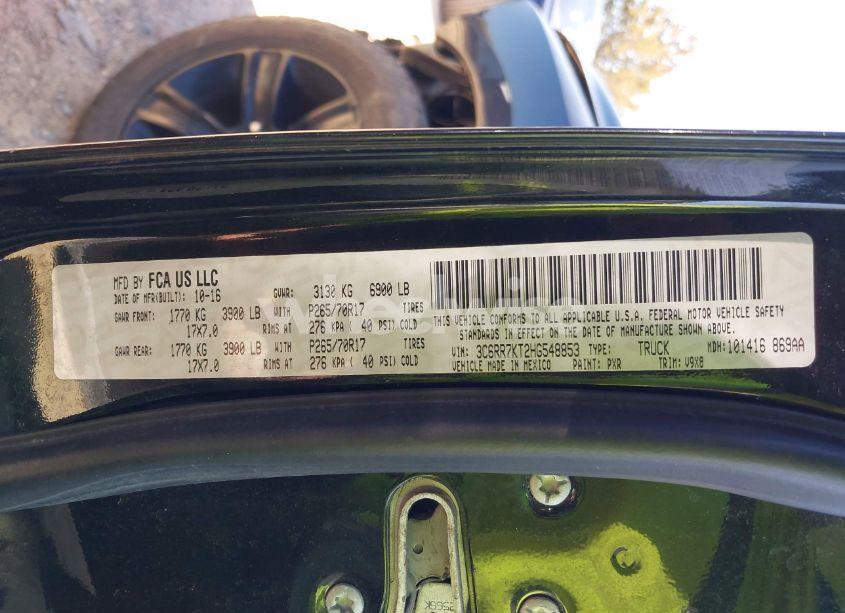 MFD BY FCA US LLC
DATE OF MFR(BUILT): 10-16 GVWR: 3130 KG 6900 LB
GAWR FRONT: 1770 KG 3900 LB WITH P265/70R17 TIRES
17X7.0 RIMS AT 276 KPA ( 40 PSI) COLD
GAWR REAR: 1770 KG 3900 LB WITH P265/70R17 TIRES
17X7.0 RIMS AT 276 KPA ( 40 PSI) COLD
THIS VEHICLE CONFORMS TO ALL APPLICABLE U.S.A. FEDERAL MOTOR VEHICLE SAFETY
STANDARDS IN EFFECT ON THE DATE OF MANUFACTURE SHOWN ABOVE.
VIN: 3C6RR7KT2HG548853 TYPE: TRUCK MDH: 101416 869AA
VEHICLE MADE IN MEXICO PAINT: PXR TRIM: V9X8